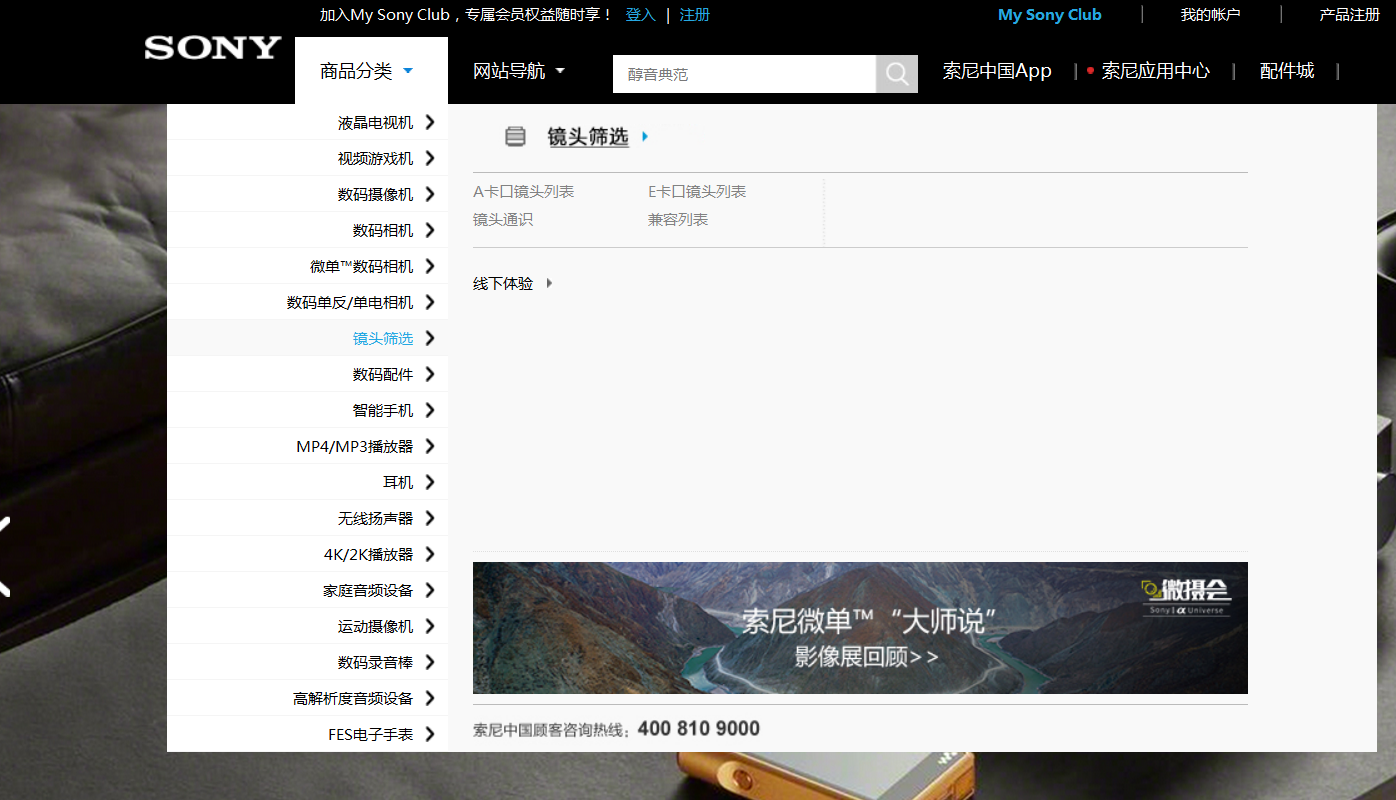 加入My Sony Club，专属会员权益随时享！ 登入 | 注册 My Sony Club | 我的帐户 | 产品注册
SONY 商品分类 网站导航 醇音典范 索尼中国App | 索尼应用中心 | 配件城 |
液晶电视机
视频游戏机
数码摄像机
数码相机
微单™数码相机
数码单反/单电相机
镜头筛选
数码配件
智能手机
MP4/MP3播放器
耳机
无线扬声器
4K/2K播放器
家庭音频设备
运动摄像机
数码录音棒
高解析度音频设备
FES电子手表
镜头筛选
A卡口镜头列表 E卡口镜头列表
镜头通识 兼容列表
线下体验
微摄会
Sony | α Universe
索尼微单™ “大师说”
影像展回顾>>
索尼中国顾客咨询热线：400 810 9000